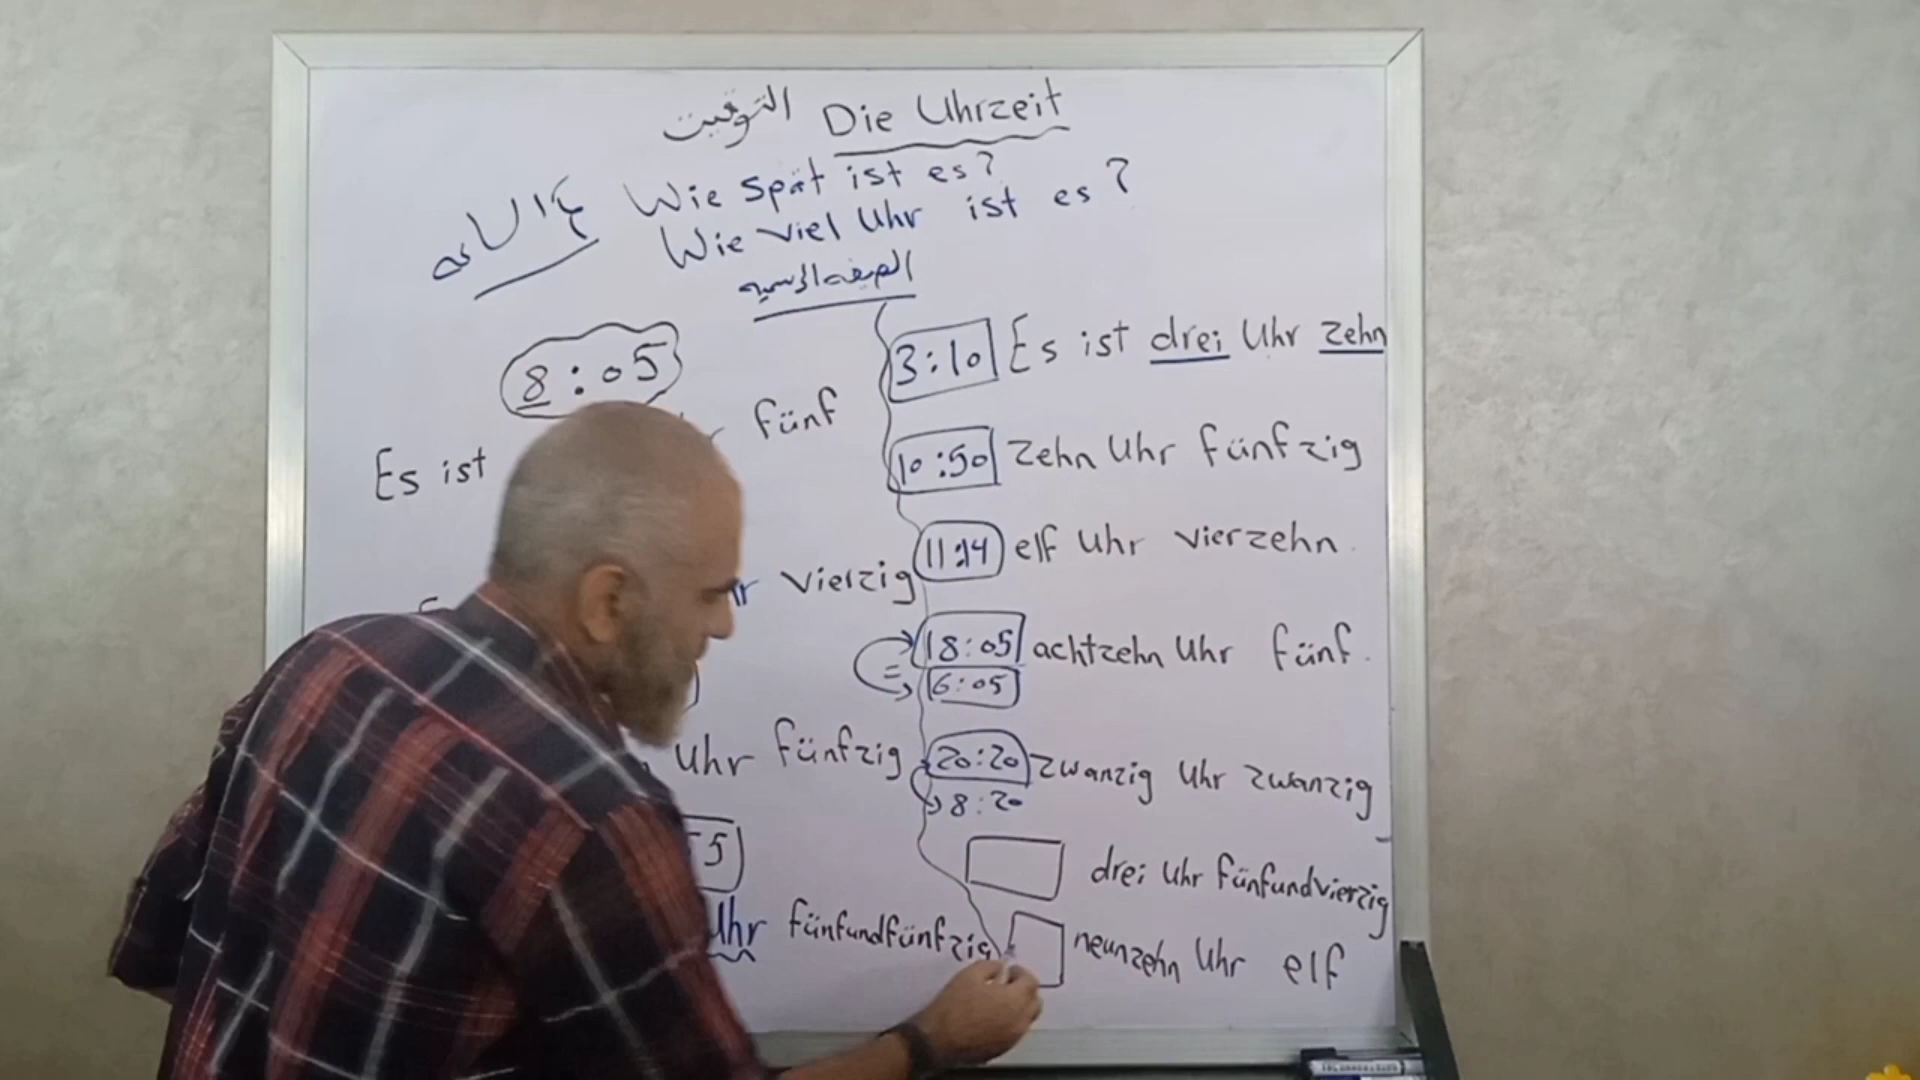 التوقيت Die Uhrzeit
Wie spät ist es?
Wie viel Uhr ist es?
الصيغه الرسميه
8:05
Es ist fünf
vierzig
Uhr fünfzig
5
Uhr fünfundfünfzig
3:10 Es ist drei Uhr zehn
10:50 zehn Uhr fünfzig
11:14 elf Uhr vierzehn.
18:05 achtzehn Uhr fünf.
= 6:05
20:20 zwanzig Uhr zwanzig
8:20
drei Uhr fünfundvierzig
neunzehn Uhr elf